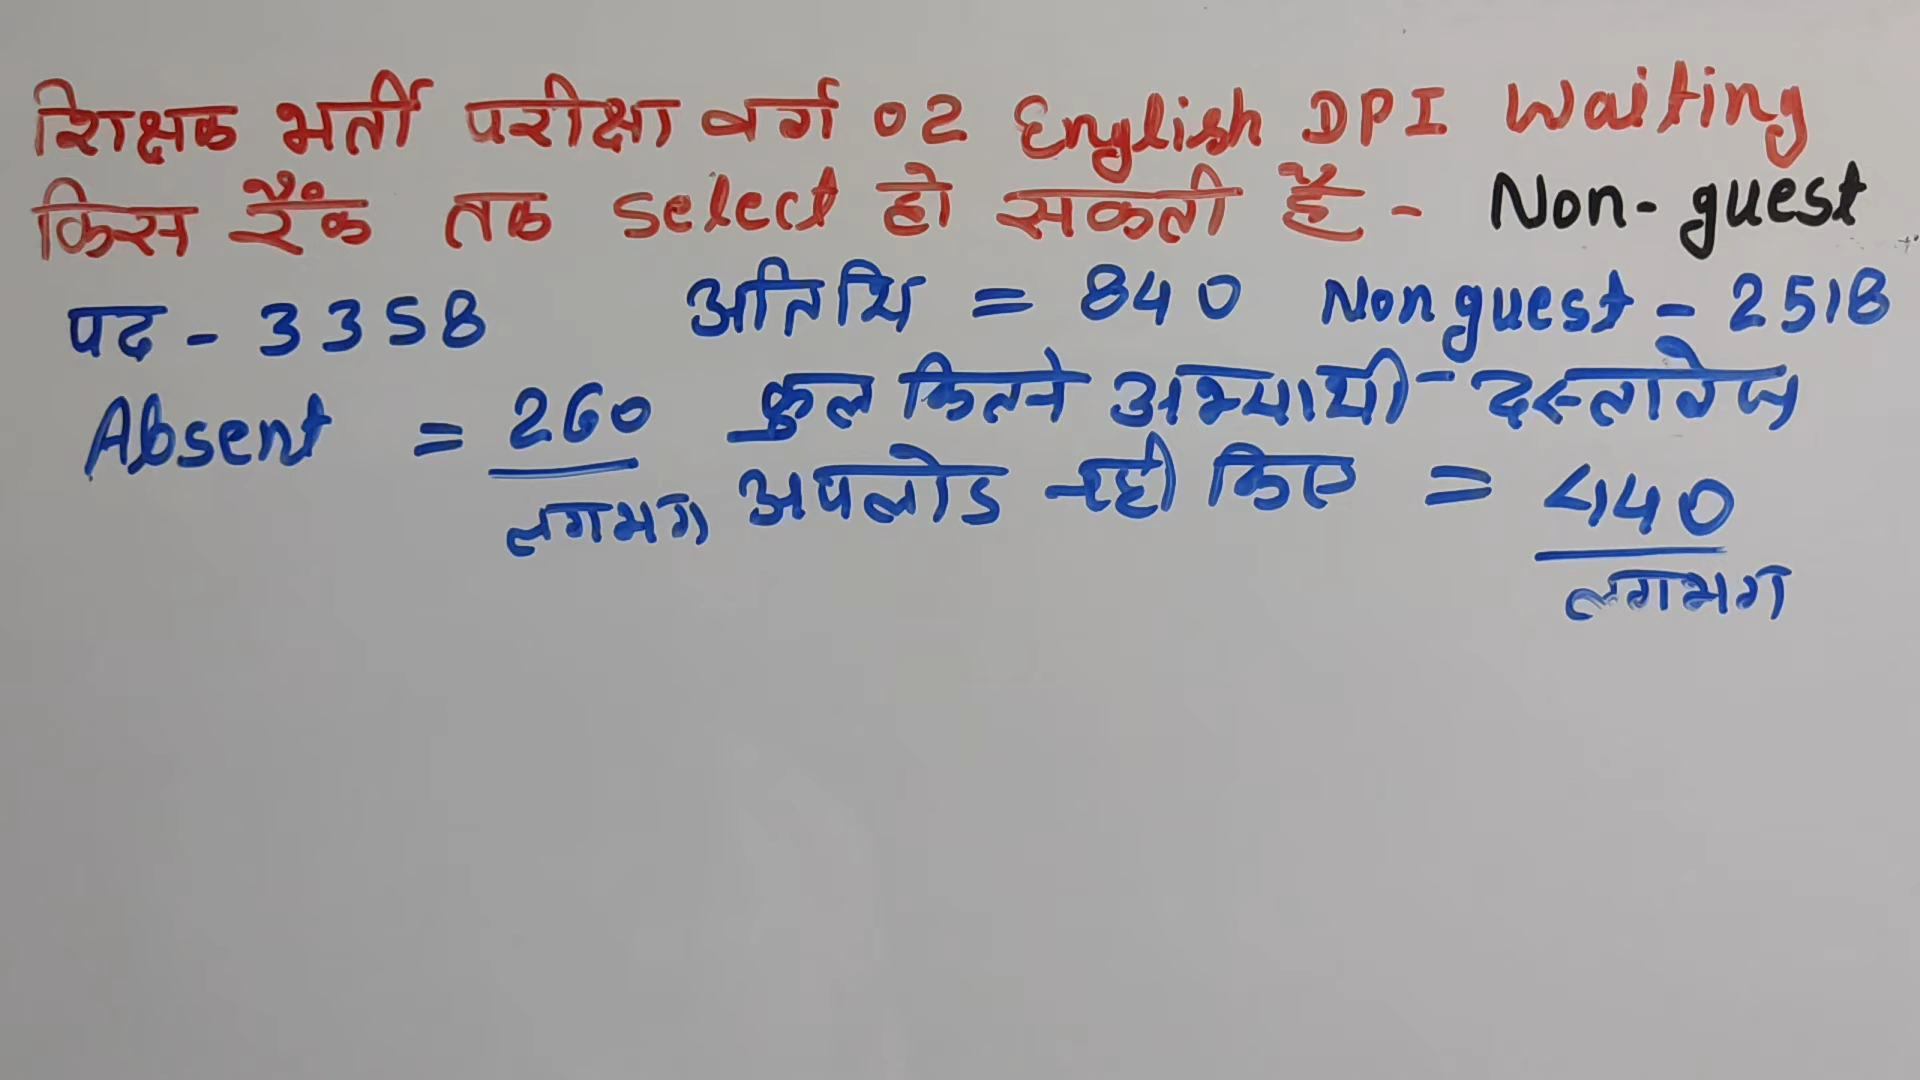 शिक्षक भर्ती परीक्षा वर्ग 02 English DPI Waiting
किस रैंक तक select हो सकती है - Non-guest
पद - 3358 अतिथि = 840 Non guest - 2518
Absent = 260 कुल कितने अभ्यार्थी - दस्तावेज
लगभग अपलोड नही किए = 440
लगभग